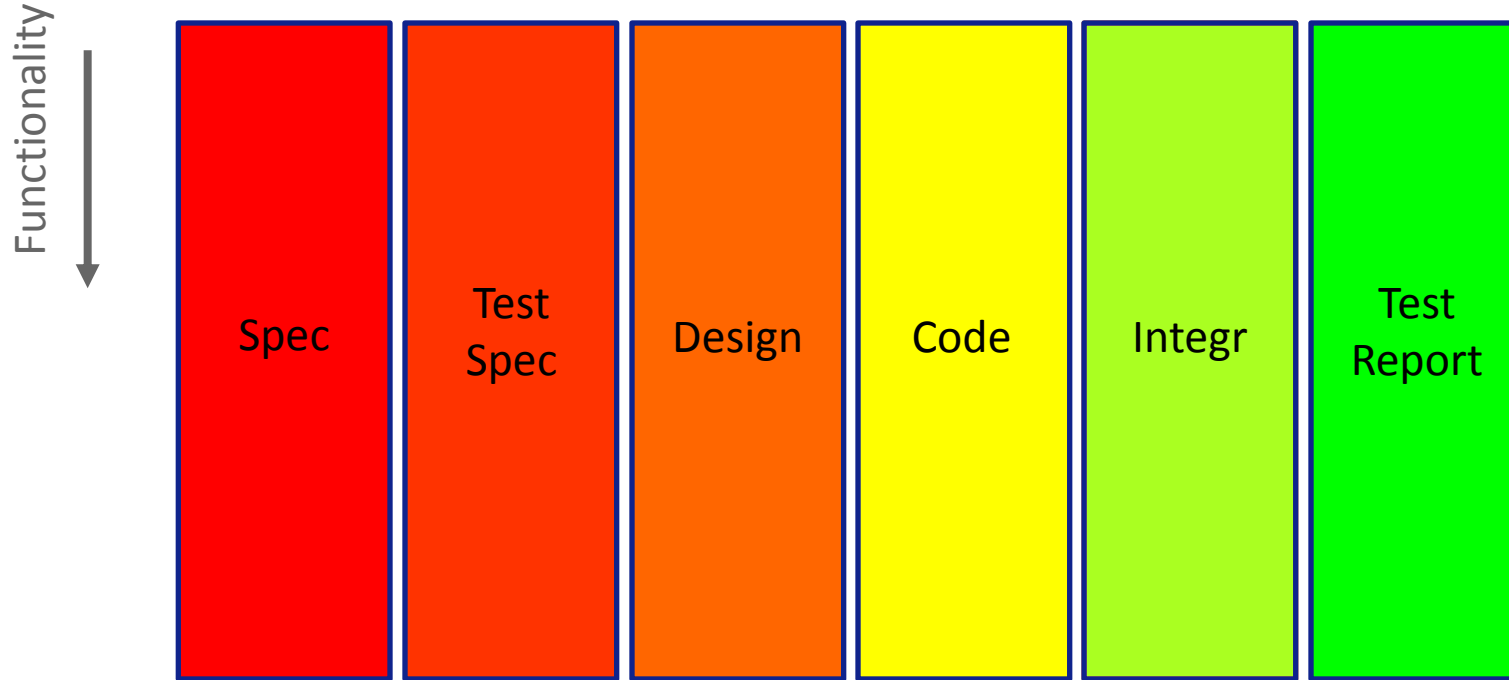 Functionality
Spec
Test
Spec
Design
Code
Integr
Test
Report